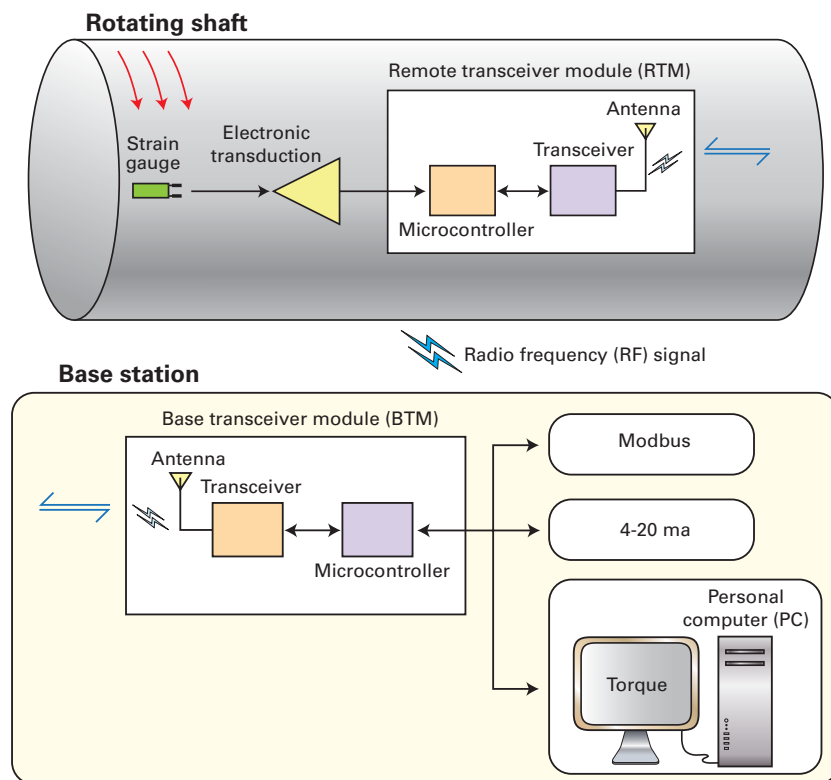 Rotating shaft
Remote transceiver module (RTM)
Antenna
Electronic
transduction
Strain
gauge
Transceiver
Microcontroller
Radio frequency (RF) signal
Base station
Base transceiver module (BTM)
Modbus
Antenna
Transceiver
4-20 ma
Microcontroller
Personal
computer (PC)
Torque